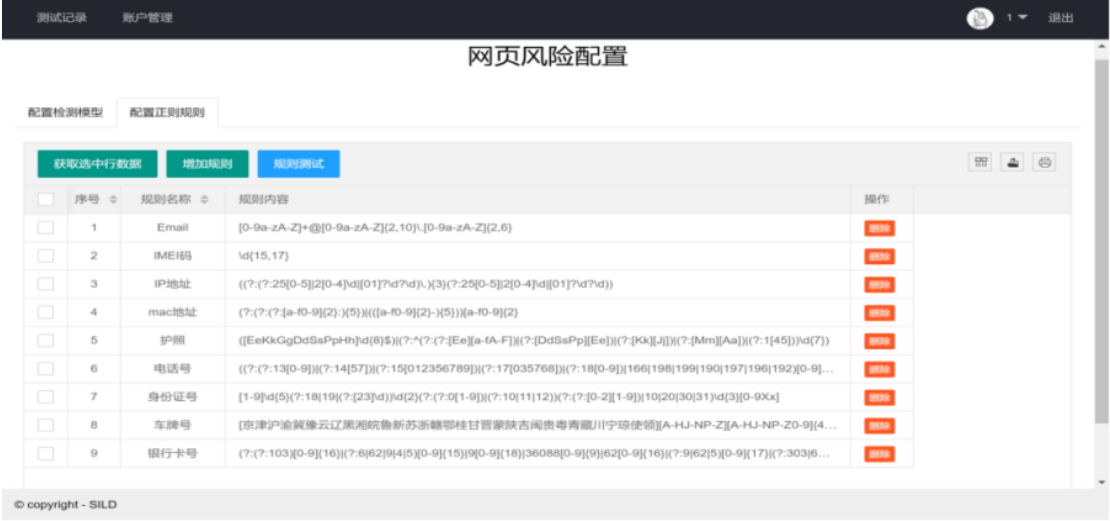 测试记录 账户管理 1 退出
网页风险配置
配置检测模型 配置正则规则
获取选中行数据 增加规则 规则测试
序号 规则名称 规则内容 操作
1 Email [0-9a-zA-Z]+@[0-9a-zA-Z]{2,10}\.[0-9a-zA-Z]{2,6} 删除
2 IMEI码 \d{15,17} 删除
3 IP地址 ((?:(?:25[0-5]|2[0-4]\d|[01]?\d?\d)\.){3}(?:25[0-5]|2[0-4]\d|[01]?\d?\d)) 删除
4 mac地址 (?:(?:(?:[a-f0-9]{2}:){5})|(([a-f0-9]{2}-){5}))[a-f0-9]{2} 删除
5 护照 ([EeKkGgDdSsPpHh]\d{8}$)|(?:^(?:(?:[Ee][a-fA-F])|(?:[DdSsPp][Ee])|(?:[Kk][Jj])|(?:[Mm][Aa])|(?:1[45]))\d{7}) 删除
6 电话号 ((?:(?:13[0-9])|(?:14[57])|(?:15[012356789])|(?:17[035768])|(?:18[0-9])|166|198|199|190|197|196|192)[0-9]... 删除
7 身份证号 [1-9]\d{5}(?:18|19|(?:[23]\d))\d{2}(?:(?:0[1-9])|(?:10|11|12))(?:(?:[0-2][1-9])|10|20|30|31)\d{3}[0-9Xx] 删除
8 车牌号 [京津沪渝冀豫云辽黑湘皖鲁新苏浙赣鄂桂甘晋蒙陕吉闽贵粤青藏川宁琼使领][A-HJ-NP-Z][A-HJ-NP-Z0-9]{4... 删除
9 银行卡号 (?:(?:103)[0-9]{16}|(?:6|62|9|4|5)[0-9]{15}|9[0-9]{18}|36088[0-9]{9}|62[0-9]{16}|(?:9|62|5)[0-9]{17}|(?:303|6... 删除
© copyright - SILD